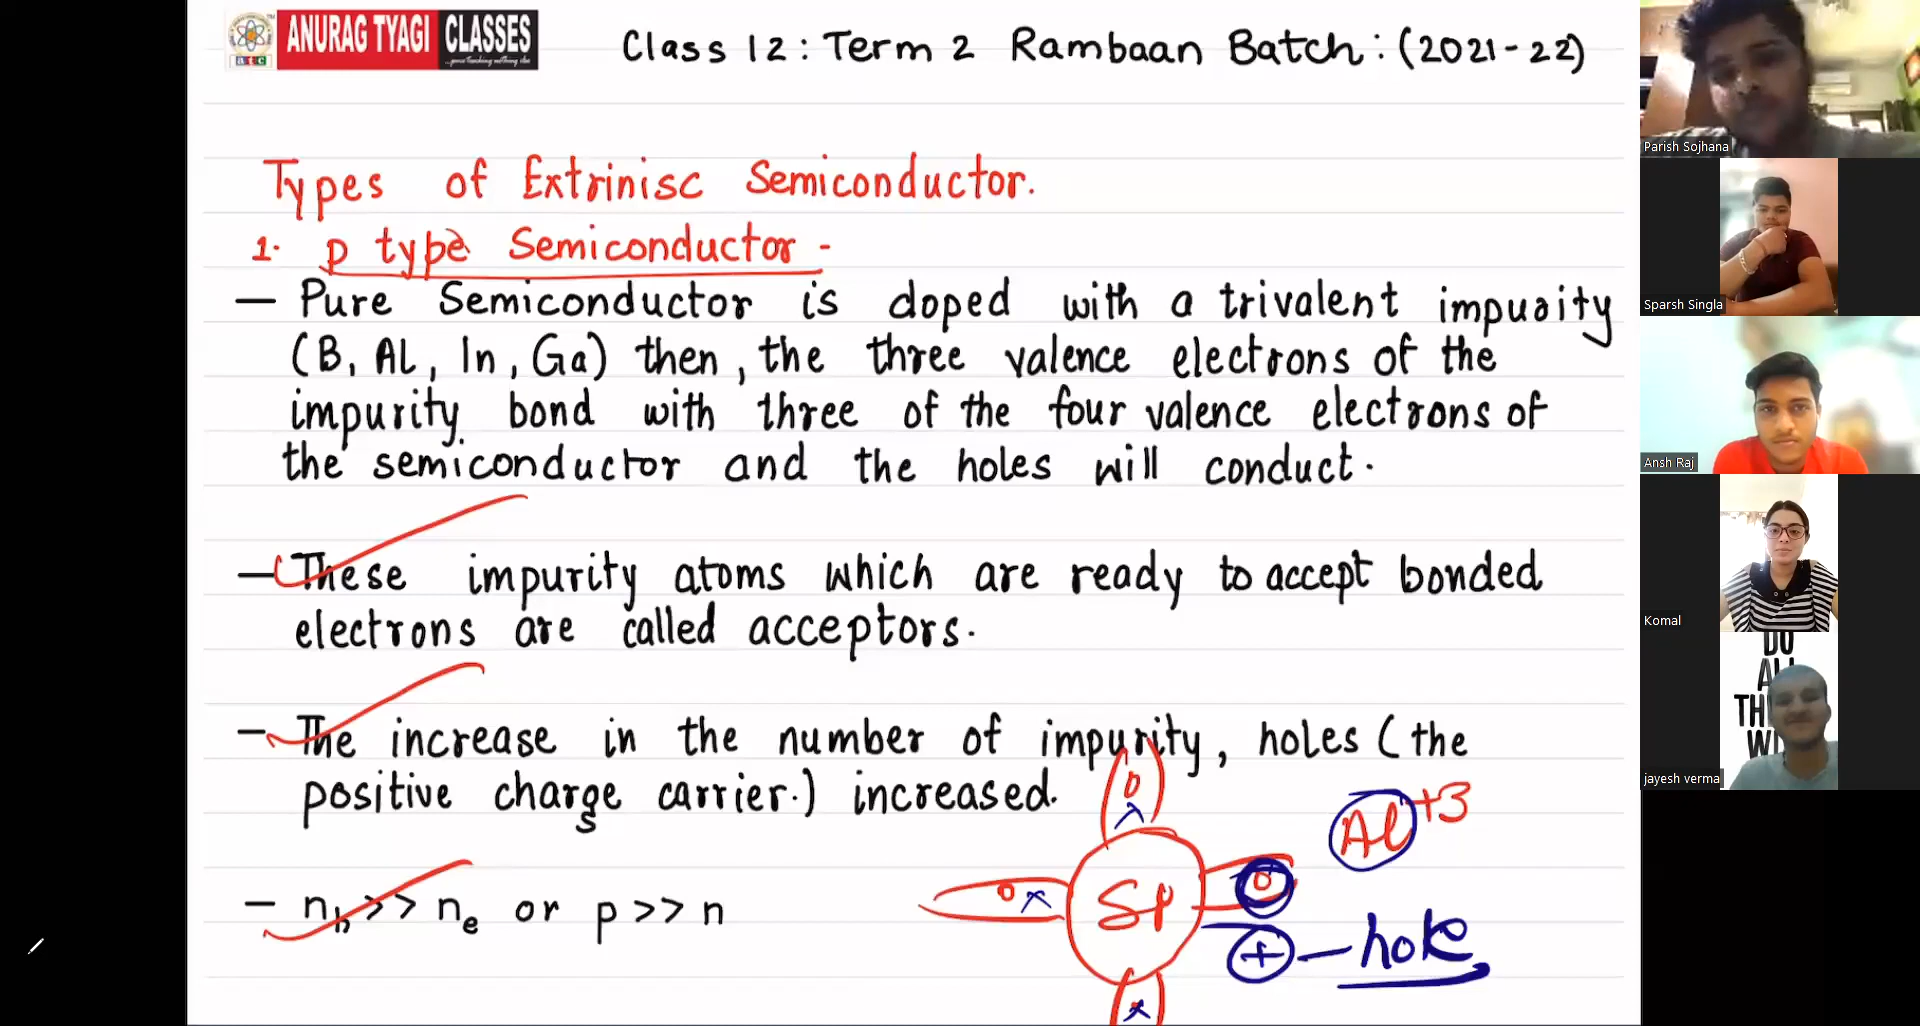 ANURAG TYAGI CLASSES
atc
Class 12: Term 2 Rambaan Batch: (2021-22)
Types of Extrinisc Semiconductor.
1. p type Semiconductor -
— Pure Semiconductor is doped with a trivalent impurity
(B, Al, In, Ga) then, the three valence electrons of the
impurity bond with three of the four valence electrons of
the semiconductor and the holes will conduct.
— These impurity atoms which are ready to accept bonded
electrons are called acceptors.
— The increase in the number of impurity, holes (the
positive charge carrier.) increased.
s
— nh >> ne or p >> n
Al+3
o
x
o x
o
+ — hole
x
Parish Sojhana
Sparsh Singla
Ansh Raj
Komal
DO
TH
jayesh verma